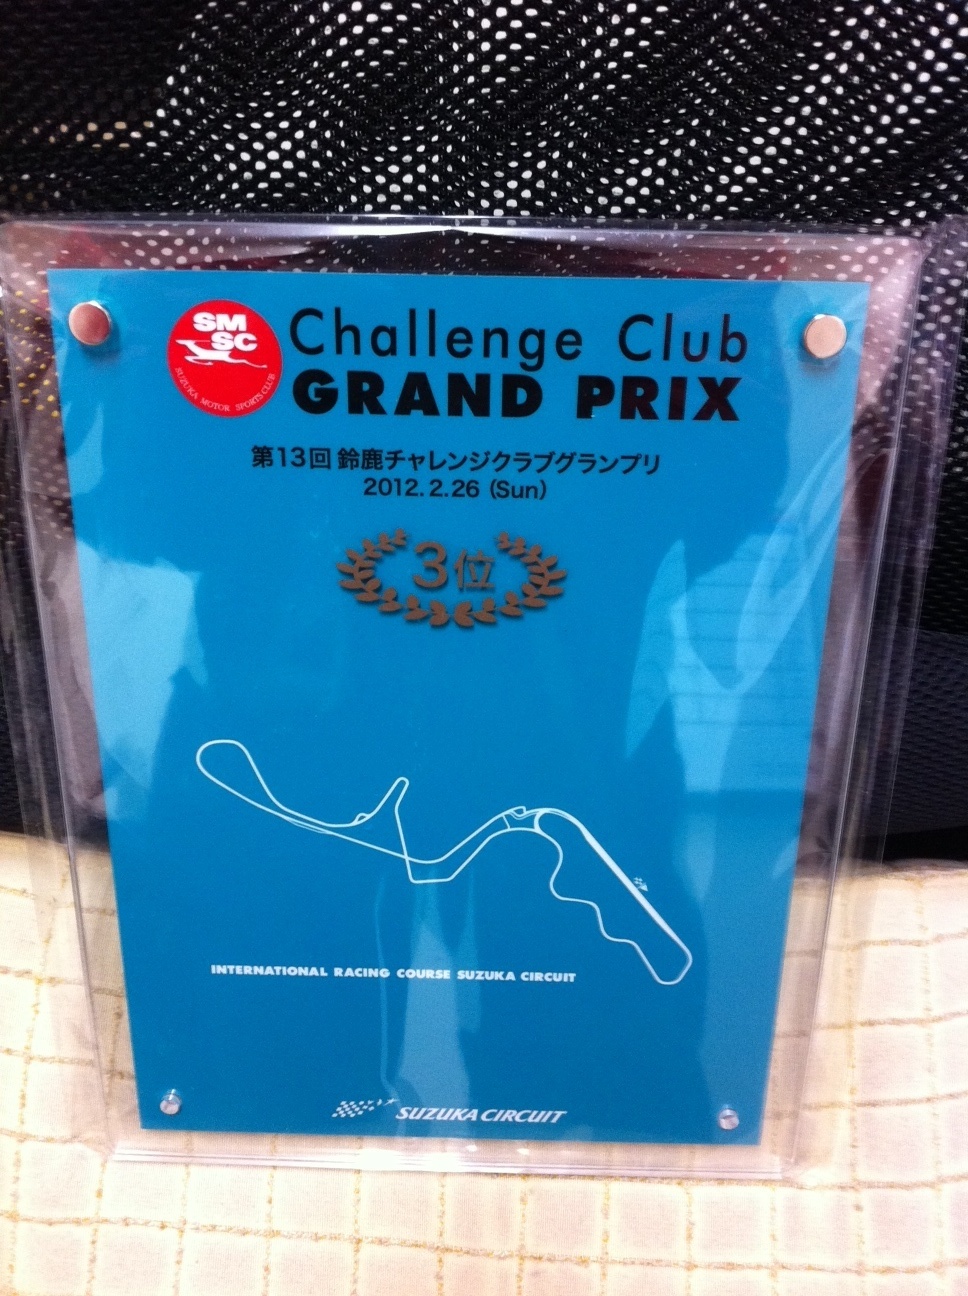 SM
SC
SUZUKA MOTOR SPORTS CLUB
Challenge Club
GRAND PRIX
第13回 鈴鹿チャレンジクラブグランプリ
2012.2.26 (Sun)
3位
INTERNATIONAL RACING COURSE SUZUKA CIRCUIT
SUZUKA CIRCUIT